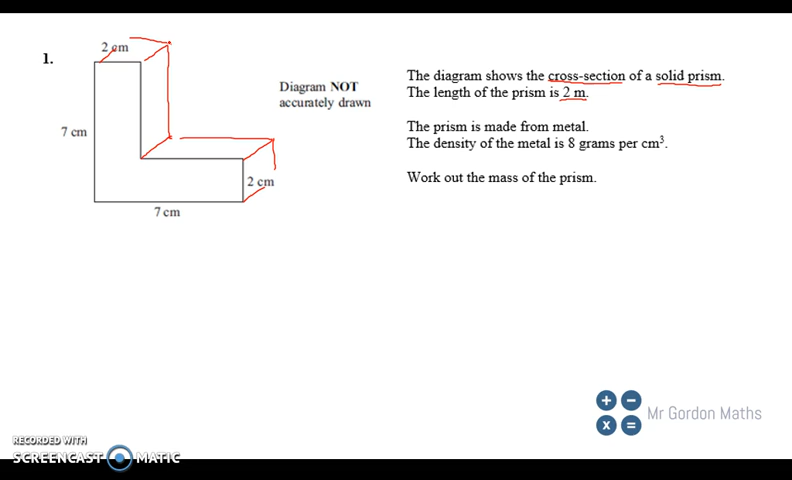 1.
2 cm
7 cm
2 cm
7 cm
Diagram NOT
accurately drawn
The diagram shows the cross-section of a solid prism.
The length of the prism is 2 m.
The prism is made from metal.
The density of the metal is 8 grams per cm³.
Work out the mass of the prism.
+ −
x =
Mr Gordon Maths
RECORDED WITH
SCREENCAST MATIC